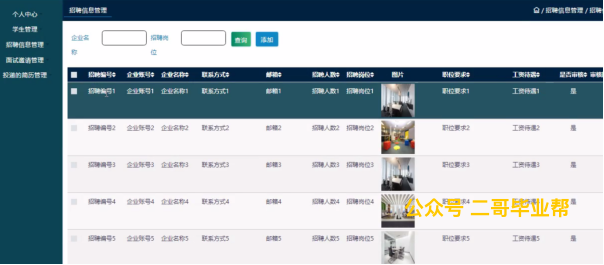 招聘信息管理
/ 招聘信息管理 / 招聘
个人中心
学生管理
招聘信息管理
面试邀请管理
投递的简历管理
企业名称
招聘岗位
查询 添加
招聘编号 企业账号 企业名称 联系方式 邮箱 招聘人数 招聘岗位 图片 职位要求 工资待遇 是否审核 审核
招聘编号1 企业账号1 企业名称1 联系方式1 邮箱1 招聘人数1 招聘岗位1 职位要求1 工资待遇1 是
招聘编号2 企业账号2 企业名称2 联系方式2 邮箱2 招聘人数2 招聘岗位2 职位要求2 工资待遇2 是
招聘编号3 企业账号3 企业名称3 联系方式3 邮箱3 招聘人数3 招聘岗位3 职位要求3 工资待遇3 是
招聘编号4 企业账号4 企业名称4 联系方式4 邮箱4 招聘人数4 招聘岗位4 职位要求4 工资待遇4 是
公众号 二哥毕业帮
招聘编号5 企业账号5 企业名称5 联系方式5 邮箱5 招聘人数5 招聘岗位5 职位要求5 工资待遇5 是